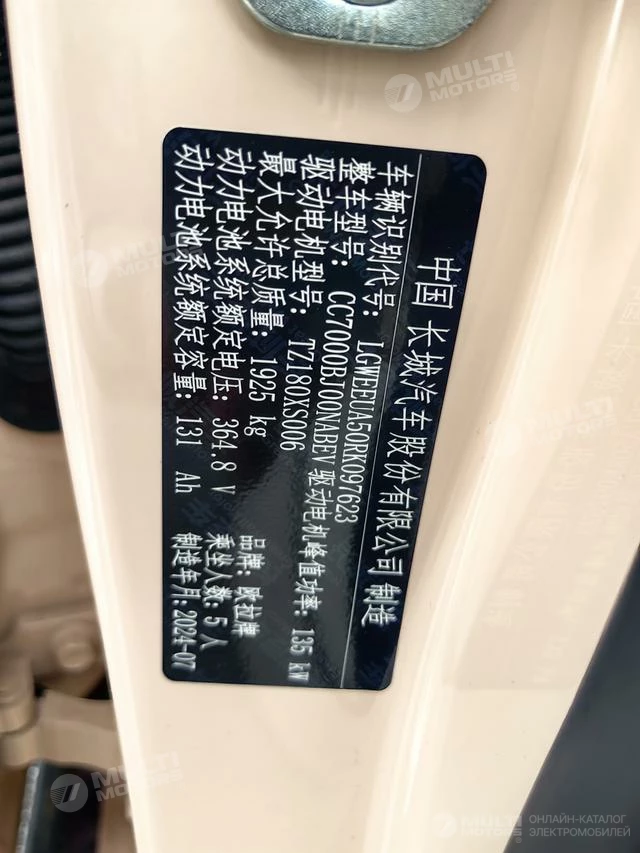 中国 长城汽车股份有限公司 制造
车辆识别代号: LGWEEUA50RK097623
整车型号: CC7000BJ00NABEV 驱动电机峰值功率: 135 kW
驱动电机型号: TZ180XS006
最大允许总质量: 1925 kg
品牌: 欧拉牌
动力电池系统额定电压: 364.8 V
乘坐人数: 5 人
动力电池系统额定容量: 131 Ah
制造年月: 2024-07
MULTI MOTORS
MULTI MOTORS
MULTI MOTORS
MULTI MOTORS
ОНЛАЙН-КАТАЛОГ
ЭЛЕКТРОМОБИЛЕЙ